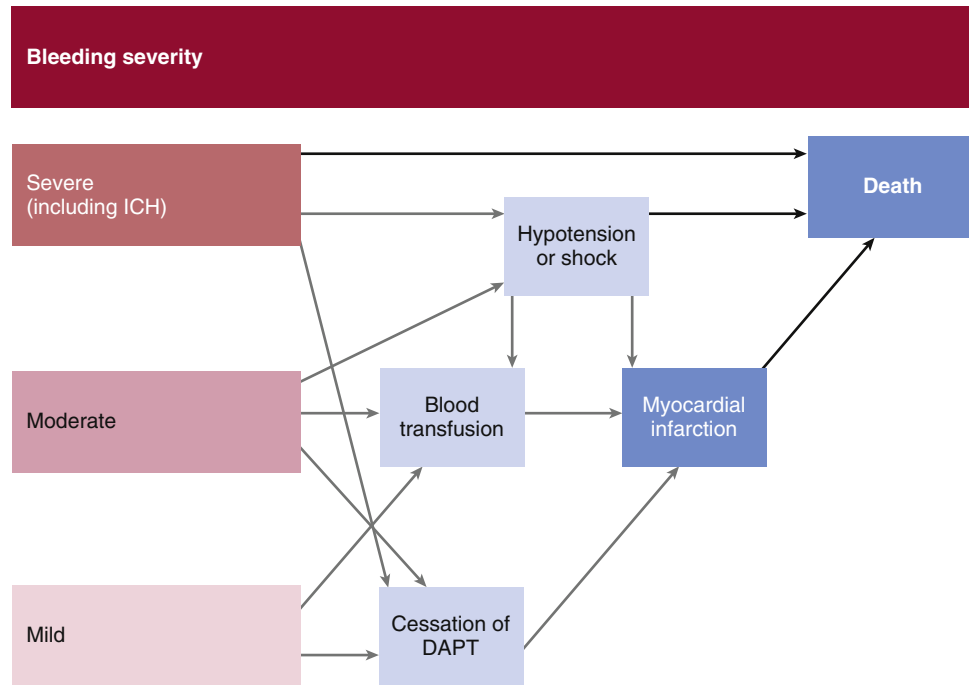 Bleeding severity
Severe
(including ICH)
Death
Hypotension
or shock
Moderate
Blood
transfusion
Myocardial
infarction
Mild
Cessation of
DAPT